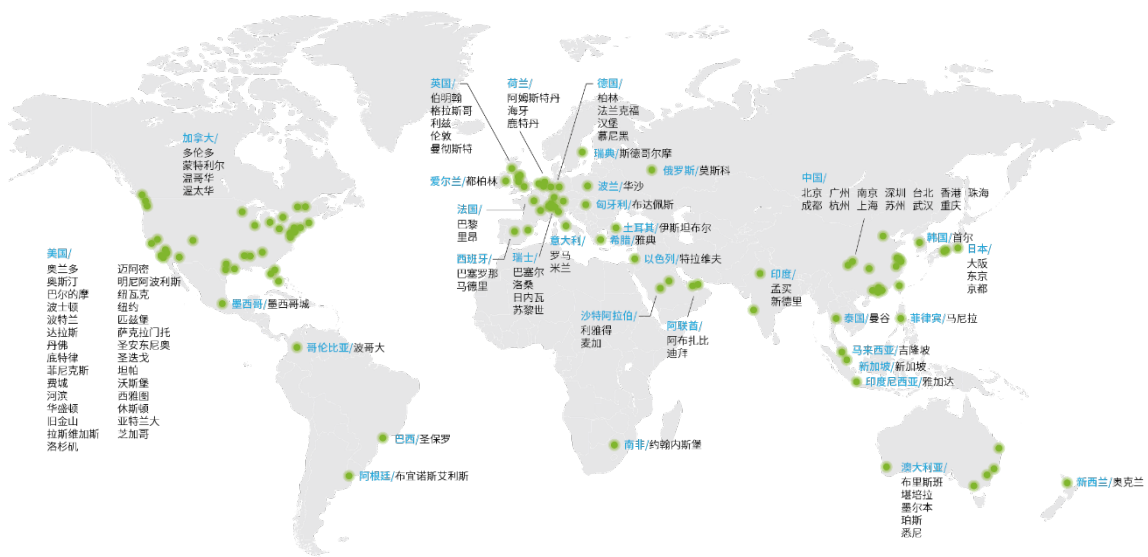 加拿大/
多伦多
蒙特利尔
温哥华
渥太华
美国/
奥兰多
奥斯汀
巴尔的摩
波士顿
波特兰
达拉斯
丹佛
底特律
菲尼克斯
费城
河滨
华盛顿
旧金山
拉斯维加斯
洛杉矶
迈阿密
明尼阿波利斯
纽瓦克
纽约
匹兹堡
萨克拉门托
圣安东尼奥
圣迭戈
坦帕
沃斯堡
西雅图
休斯顿
亚特兰大
芝加哥
墨西哥/墨西哥城
哥伦比亚/波哥大
巴西/圣保罗
阿根廷/布宜诺斯艾利斯
英国/
伯明翰
格拉斯哥
利兹
伦敦
曼彻斯特
荷兰/
阿姆斯特丹
海牙
鹿特丹
德国/
柏林
法兰克福
汉堡
慕尼黑
瑞典/斯德哥尔摩
俄罗斯/莫斯科
爱尔兰/都柏林
波兰/华沙
匈牙利/布达佩斯
法国/
巴黎
里昂
土耳其/伊斯坦布尔
希腊/雅典
意大利/
罗马
米兰
西班牙/
巴塞罗那
马德里
瑞士/
巴塞尔
洛桑
日内瓦
苏黎世
以色列/特拉维夫
沙特阿拉伯/
利雅得
麦加
阿联酋/
阿布扎比
迪拜
印度/
孟买
新德里
南非/约翰内斯堡
中国/
北京 广州 南京 深圳 台北 香港 珠海
成都 杭州 上海 苏州 武汉 重庆
韩国/首尔
日本/
大阪
东京
京都
泰国/曼谷
菲律宾/马尼拉
马来西亚/吉隆坡
新加坡/新加坡
印度尼西亚/雅加达
澳大利亚/
布里斯班
堪培拉
墨尔本
珀斯
悉尼
新西兰/奥克兰